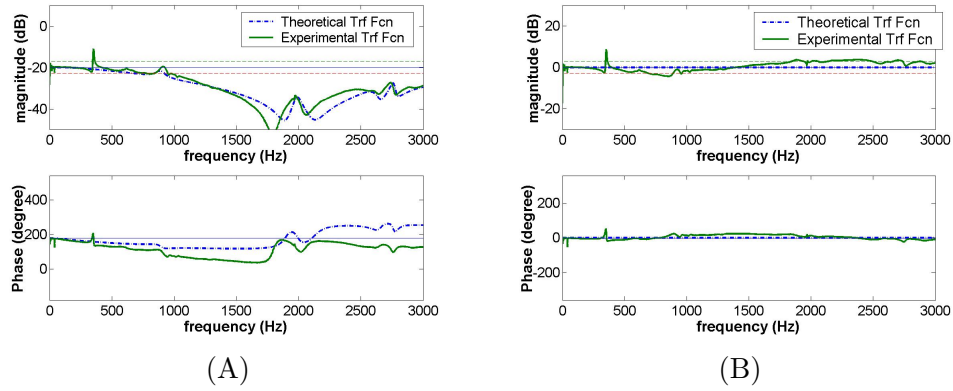 Theoretical Trf Fcn
Experimental Trf Fcn
magnitude (dB)
0
-20
-40
0 500 1000 1500 2000 2500 3000
frequency (Hz)
Phase (degree)
400
200
0
0 500 1000 1500 2000 2500 3000
frequency (Hz)
(A)
Theoretical Trf Fcn
Experimental Trf Fcn
magnitude (dB)
20
0
-20
0 500 1000 1500 2000 2500 3000
frequency (Hz)
Phase (degree)
200
0
-200
0 500 1000 1500 2000 2500 3000
frequency (Hz)
(B)